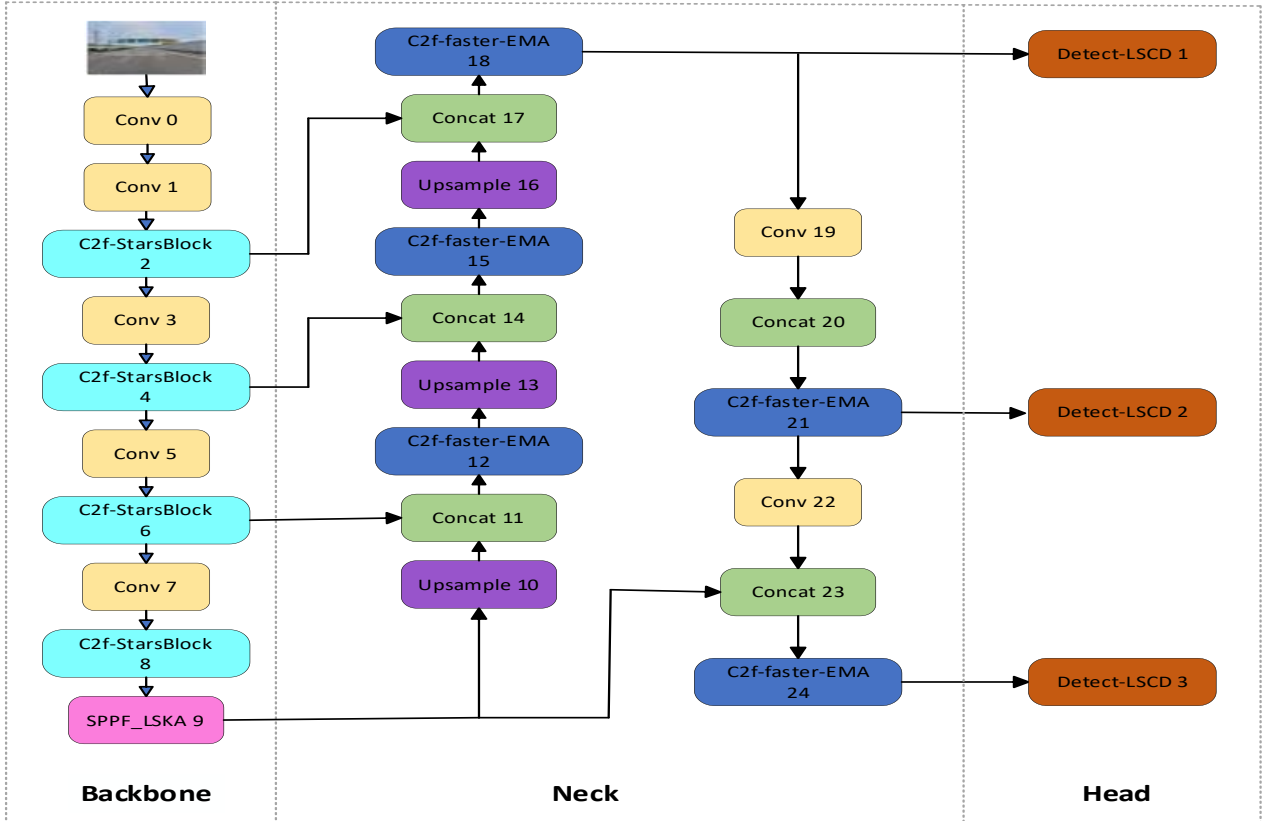 Conv 0
Conv 1
C2f-StarsBlock
2
Conv 3
C2f-StarsBlock
4
Conv 5
C2f-StarsBlock
6
Conv 7
C2f-StarsBlock
8
SPPF_LSKA 9
Backbone
C2f-faster-EMA
18
Concat 17
Upsample 16
C2f-faster-EMA
15
Concat 14
Upsample 13
C2f-faster-EMA
12
Concat 11
Upsample 10
Conv 19
Concat 20
C2f-faster-EMA
21
Conv 22
Concat 23
C2f-faster-EMA
24
Neck
Detect-LSCD 1
Detect-LSCD 2
Detect-LSCD 3
Head